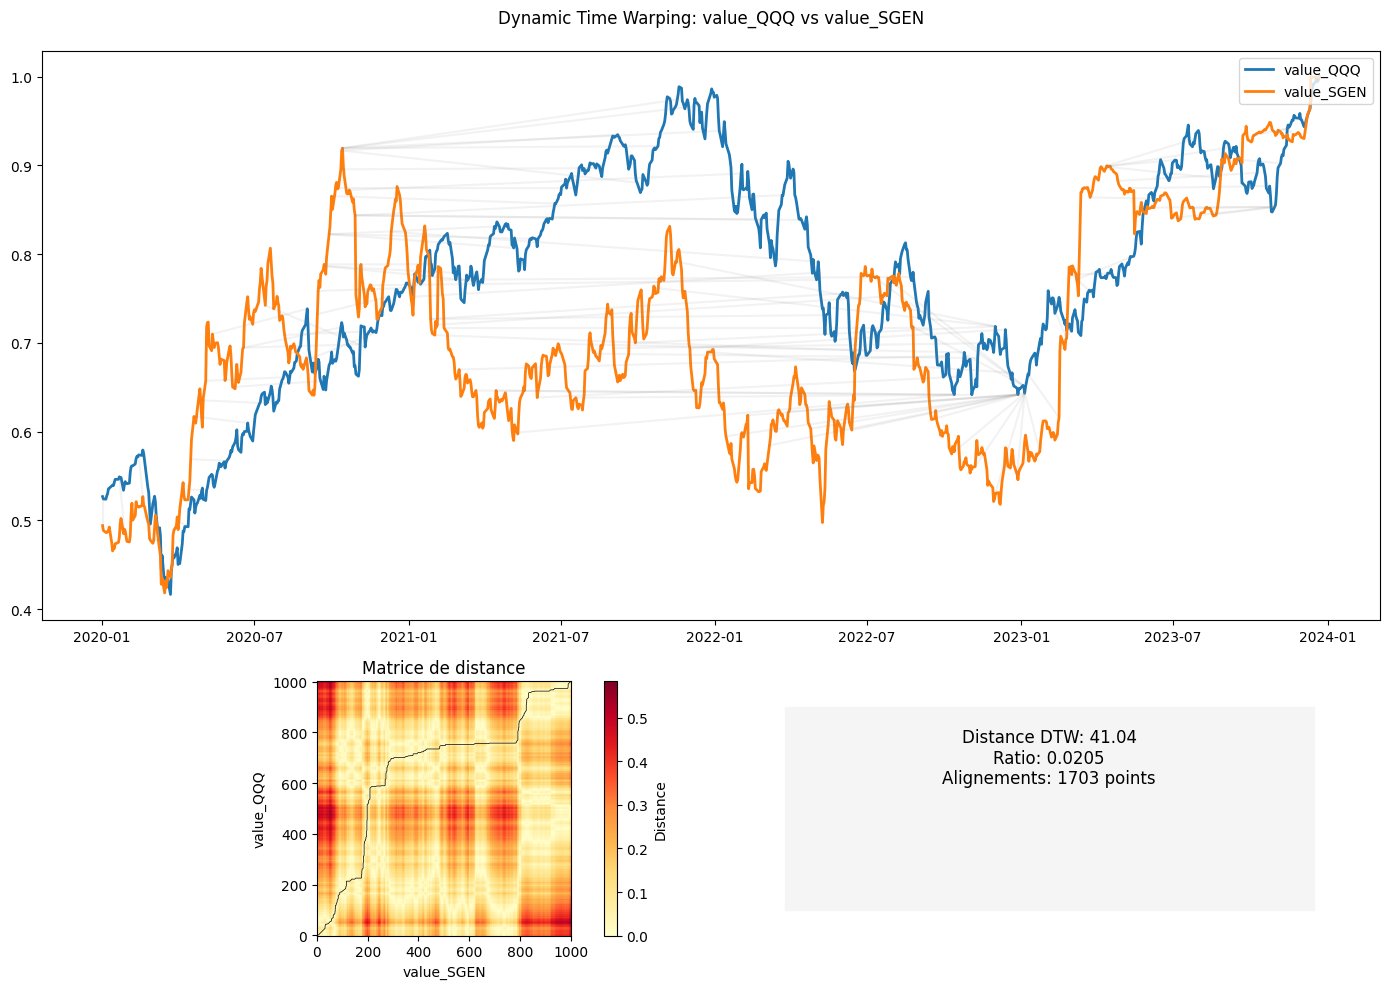 Dynamic Time Warping: value_QQQ vs value_SGEN
value_QQQ
value_SGEN
1.0
0.9
0.8
0.7
0.6
0.5
0.4
2020-01 2020-07 2021-01 2021-07 2022-01 2022-07 2023-01 2023-07 2024-01
Matrice de distance
value_QQQ
1000
800
600
400
200
0
0 200 400 600 800 1000
value_SGEN
0.5
0.4
0.3
0.2
0.1
0.0
Distance
Distance DTW: 41.04
Ratio: 0.0205
Alignements: 1703 points